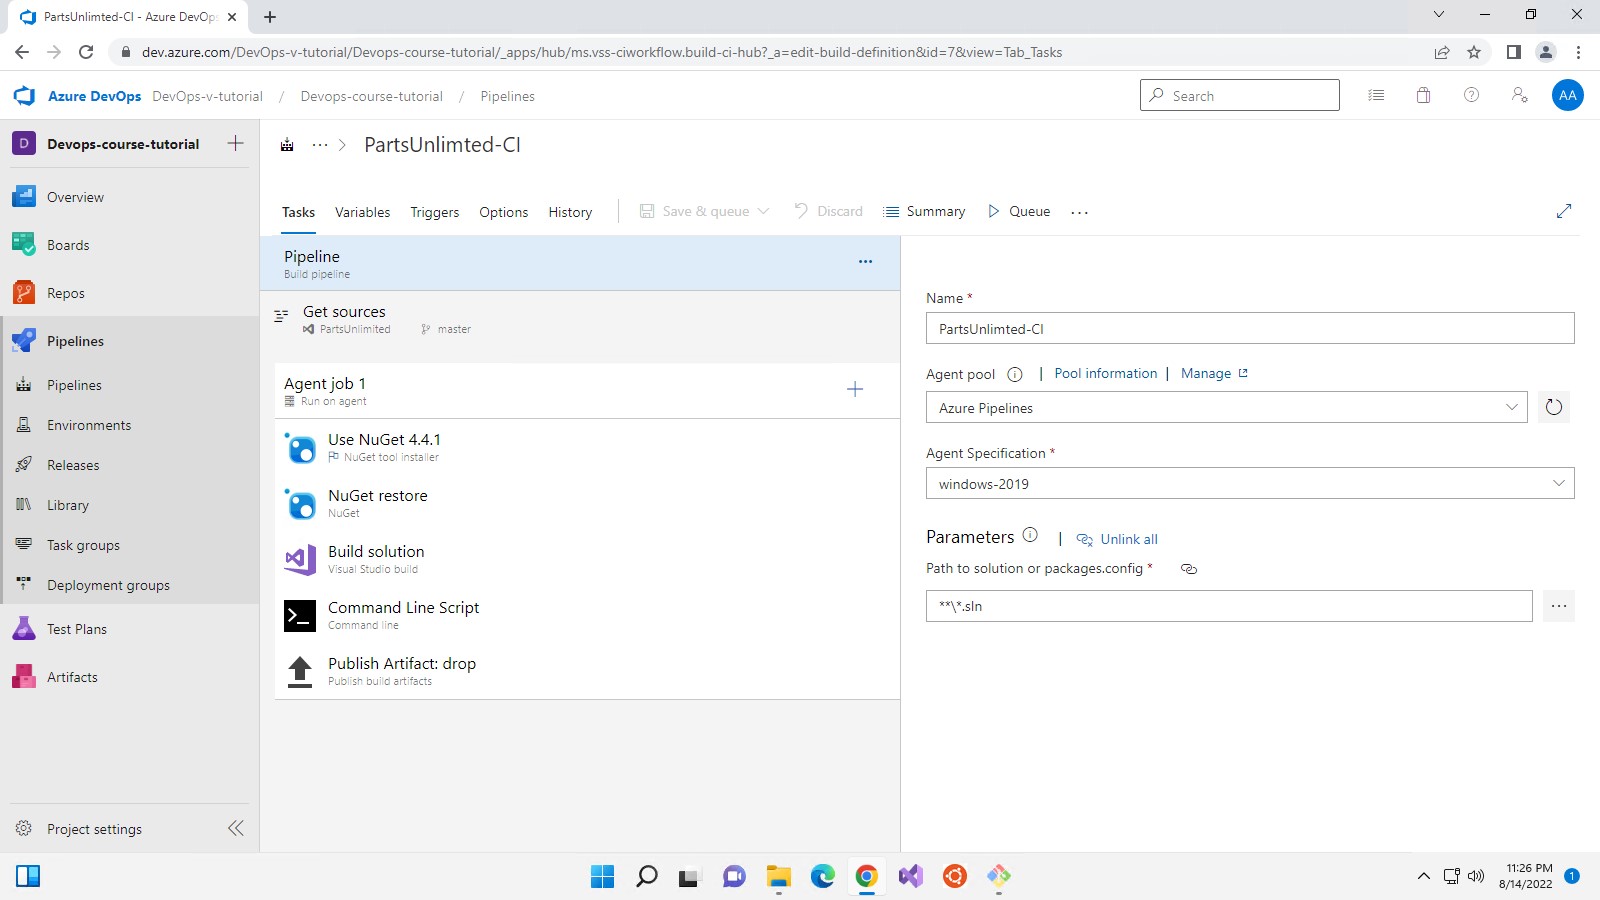 PartsUnlimted-CI - Azure DevOps
dev.azure.com/DevOps-v-tutorial/Devops-course-tutorial/_apps/hub/ms.vss-ciworkflow.build-ci-hub?_a=edit-build-definition&id=7&view=Tab_Tasks
Azure DevOps DevOps-v-tutorial / Devops-course-tutorial / Pipelines
Search
AA
D Devops-course-tutorial
Overview
Boards
Repos
Pipelines
Pipelines
Environments
Releases
Library
Task groups
Deployment groups
Test Plans
Artifacts
Project settings
PartsUnlimted-CI
Tasks Variables Triggers Options History Save & queue Discard Summary Queue ...
Pipeline
Build pipeline
Get sources
PartsUnlimited master
Agent job 1
Run on agent
Use NuGet 4.4.1
NuGet tool installer
NuGet restore
NuGet
Build solution
Visual Studio build
Command Line Script
Command line
Publish Artifact: drop
Publish build artifacts
Name *
PartsUnlimted-CI
Agent pool | Pool information | Manage
Azure Pipelines
Agent Specification *
windows-2019
Parameters | Unlink all
Path to solution or packages.config *
**\*.sln
11:26 PM
8/14/2022
1